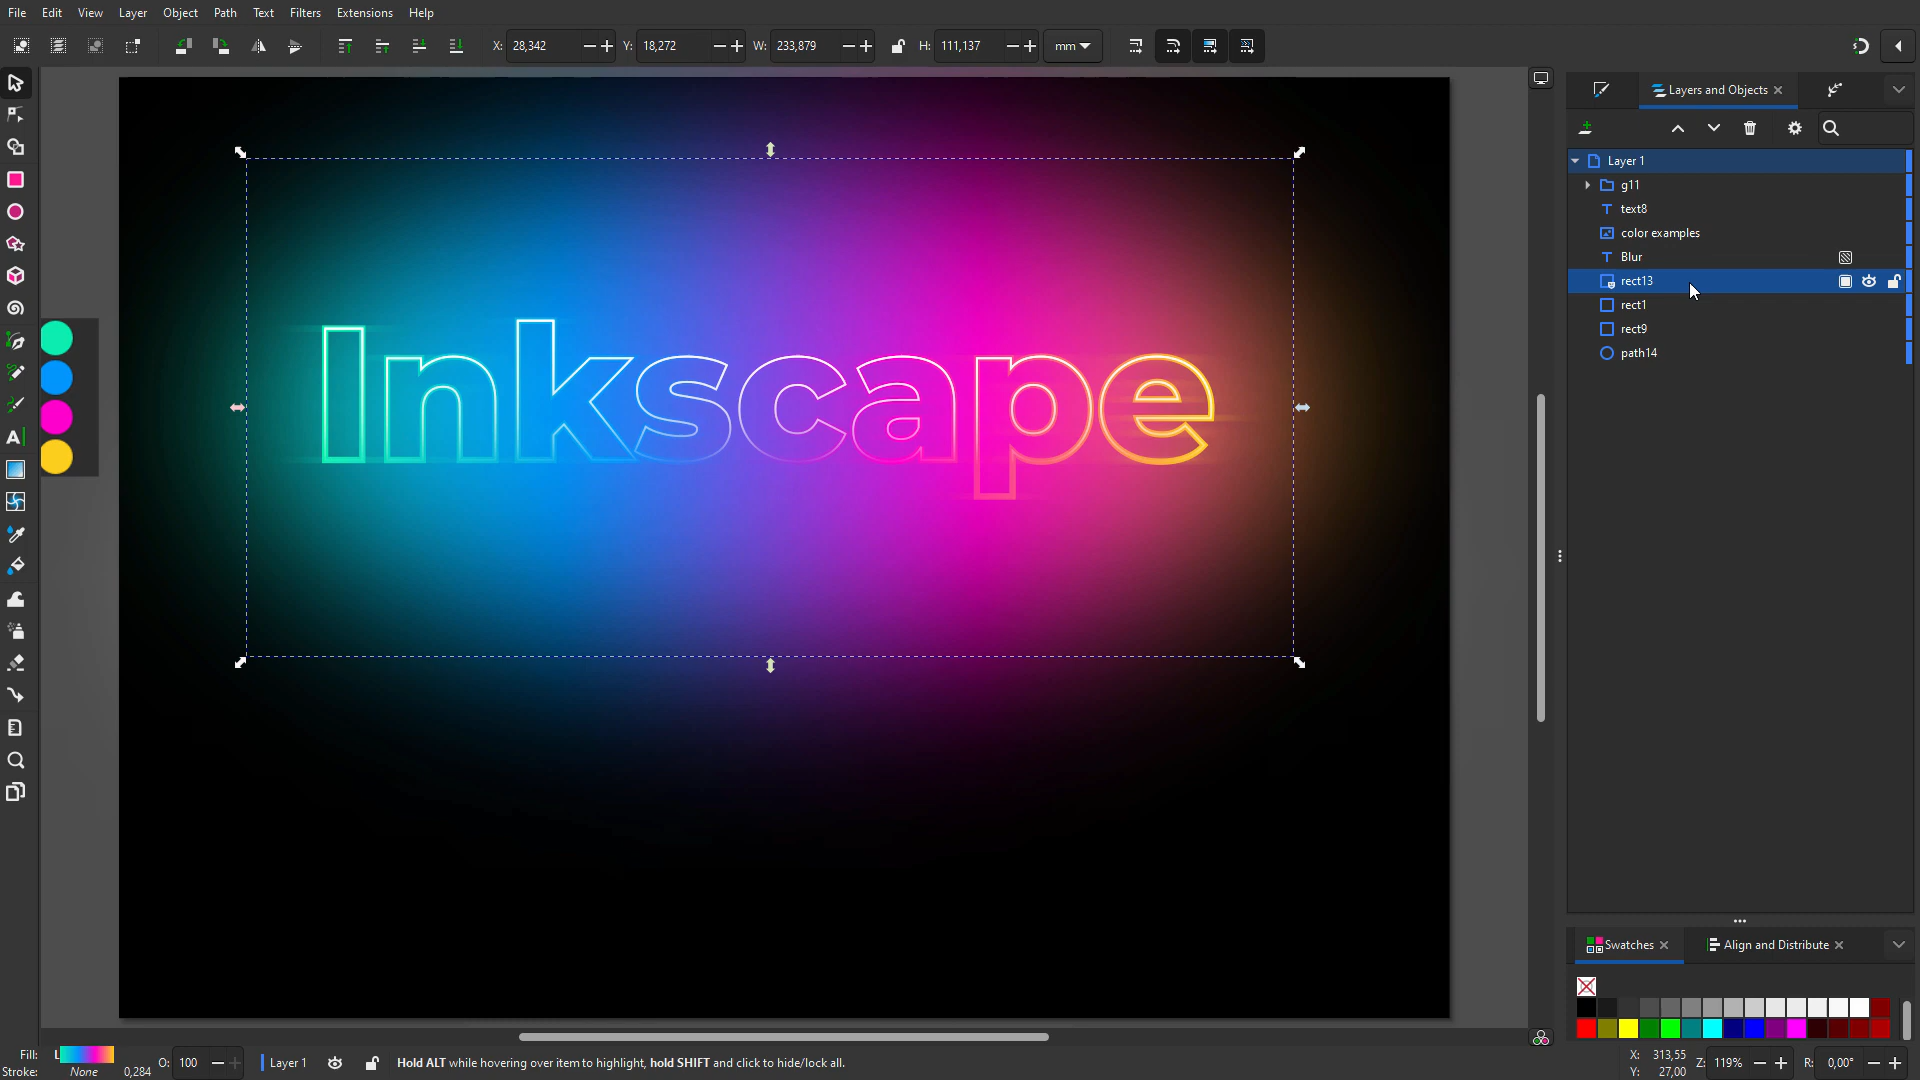 File Edit View Layer Object Path Text Filters Extensions Help
X: 28,342 Y: 18,272 W: 233,879 H: 111,137 mm
Layers and Objects
Layer 1
g11
text8
color examples
Blur
rect13
rect1
rect9
path14
Inkscape
Swatches Align and Distribute
Fill: L O: 100 Layer 1 Hold ALT while hovering over item to highlight, hold SHIFT and click to hide/lock all. X: 313,55 Z: 119% R: 0,00°
Stroke: None 0,284 Y: 27,00